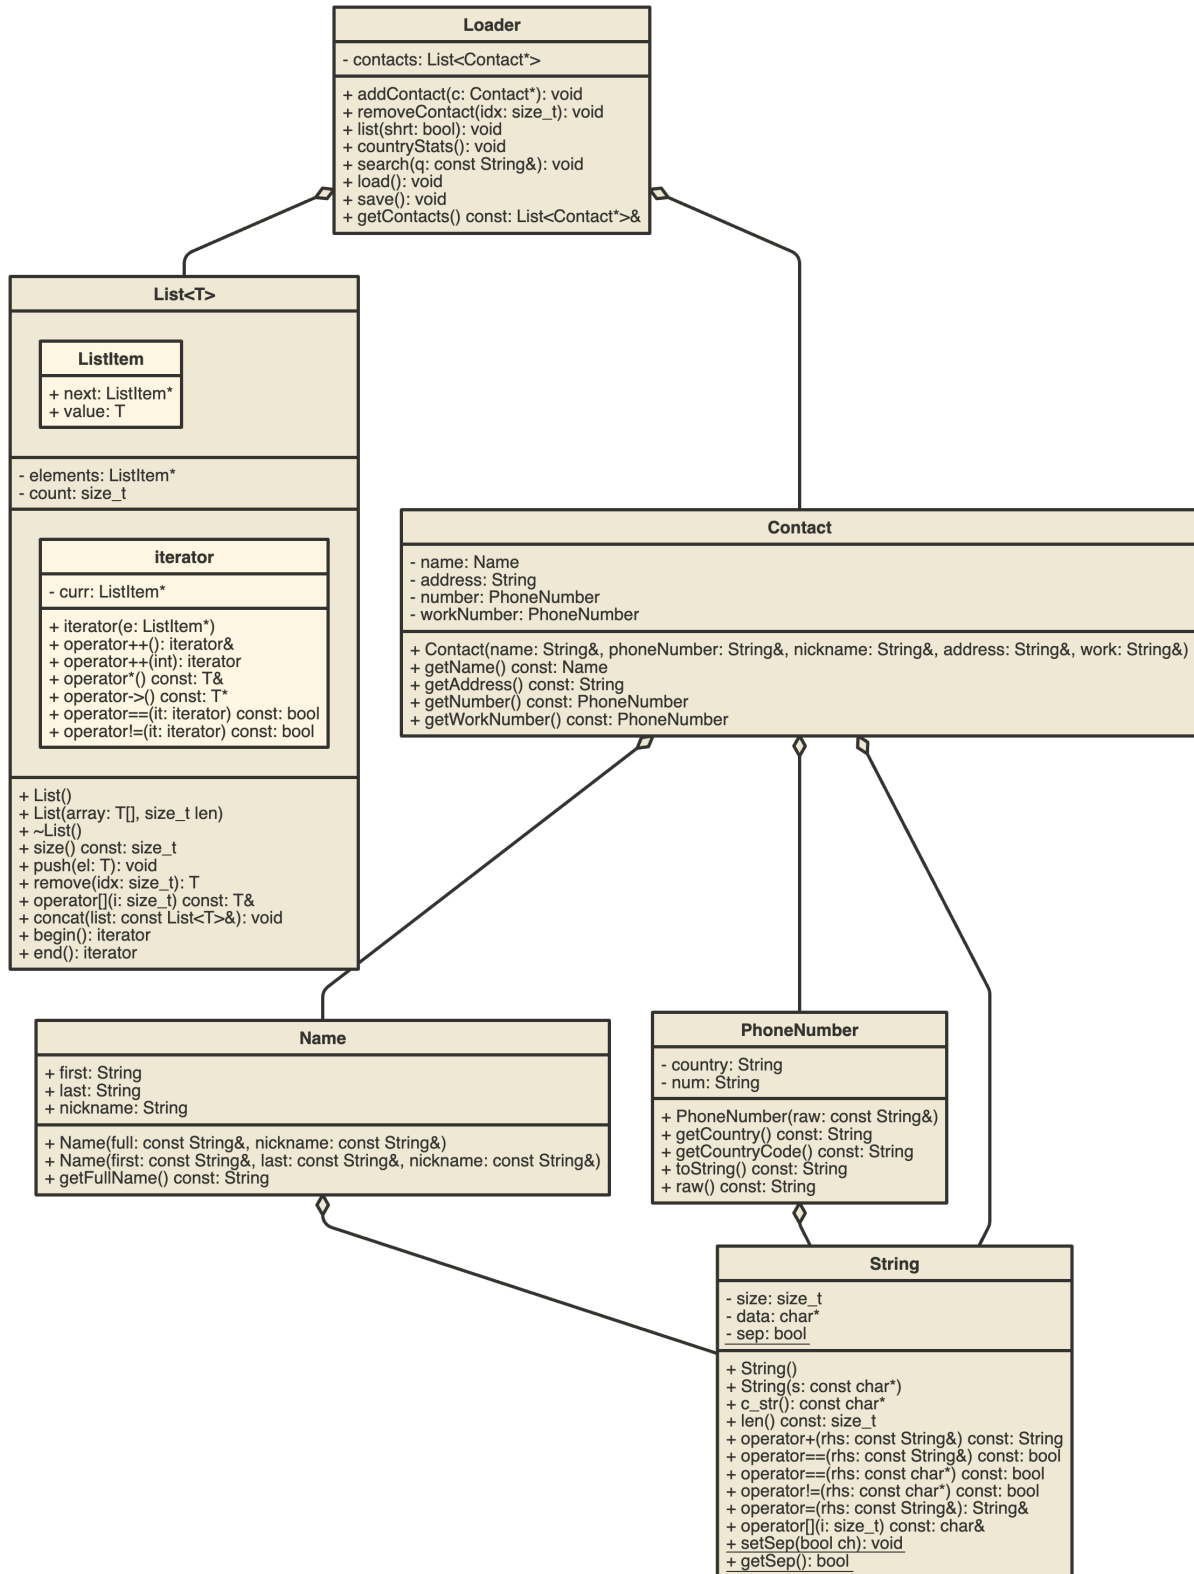 Loader
- contacts: List<Contact*>
+ addContact(c: Contact*): void
+ removeContact(idx: size_t): void
+ list(shrt: bool): void
+ countryStats(): void
+ search(q: const String&): void
+ load(): void
+ save(): void
+ getContacts() const: List<Contact*>&
List<T>
ListItem
+ next: ListItem*
+ value: T
- elements: ListItem*
- count: size_t
iterator
- curr: ListItem*
+ iterator(e: ListItem*)
+ operator++(): iterator&
+ operator++(int): iterator
+ operator*() const: T&
+ operator->() const: T*
+ operator==(it: iterator) const: bool
+ operator!=(it: iterator) const: bool
+ List()
+ List(array: T[], size_t len)
+ ~List()
+ size() const: size_t
+ push(el: T): void
+ remove(idx: size_t): T
+ operator[](i: size_t) const: T&
+ concat(list: const List<T>&): void
+ begin(): iterator
+ end(): iterator
Contact
- name: Name
- address: String
- number: PhoneNumber
- workNumber: PhoneNumber
+ Contact(name: String&, phoneNumber: String&, nickname: String&, address: String&, work: String&)
+ getName() const: Name
+ getAddress() const: String
+ getNumber() const: PhoneNumber
+ getWorkNumber() const: PhoneNumber
Name
+ first: String
+ last: String
+ nickname: String
+ Name(full: const String&, nickname: const String&)
+ Name(first: const String&, last: const String&, nickname: const String&)
+ getFullName() const: String
PhoneNumber
- country: String
- num: String
+ PhoneNumber(raw: const String&)
+ getCountry() const: String
+ getCountryCode() const: String
+ toString() const: String
+ raw() const: String
String
- size: size_t
- data: char*
- sep: bool
+ String()
+ String(s: const char*)
+ c_str(): const char*
+ len() const: size_t
+ operator+(rhs: const String&) const: String
+ operator==(rhs: const String&) const: bool
+ operator==(rhs: const char*) const: bool
+ operator!=(rhs: const char*) const: bool
+ operator=(rhs: const String&): String&
+ operator[](i: size_t) const: char&
+ setSep(bool ch): void
+ getSep(): bool